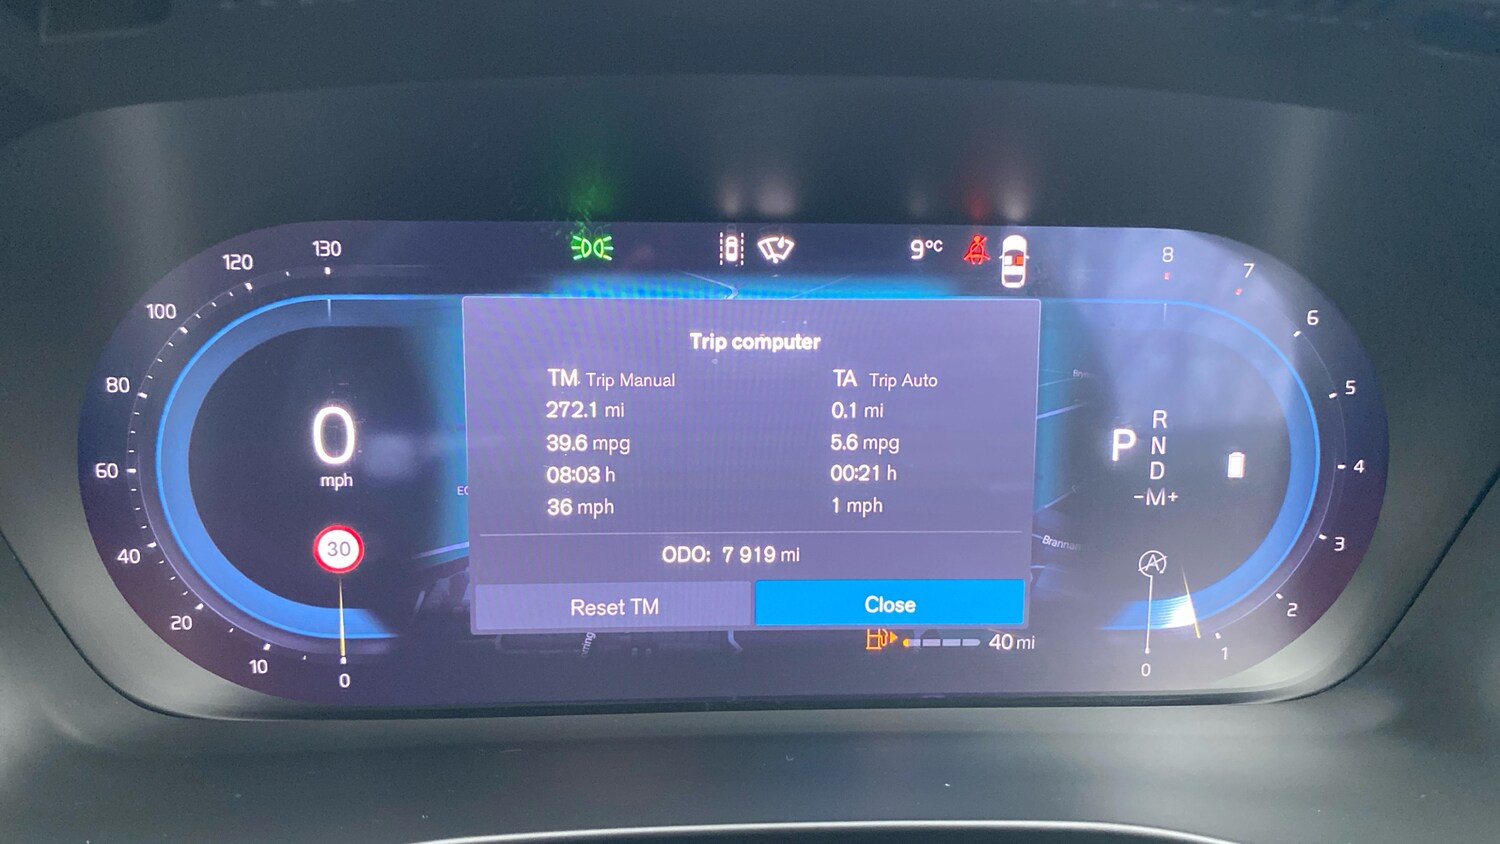 130
120
100
80
60
40
20
10
0
0
mph
30
9°C
Trip computer
TM Trip Manual
272.1 mi
39.6 mpg
08:03 h
36 mph
TA Trip Auto
0.1 mi
5.6 mpg
00:21 h
1 mph
ODO: 7 919 mi
Reset TM
Close
40 mi
Brannan
P
R
N
D
-M+
A
8
7
6
5
4
3
2
1
0